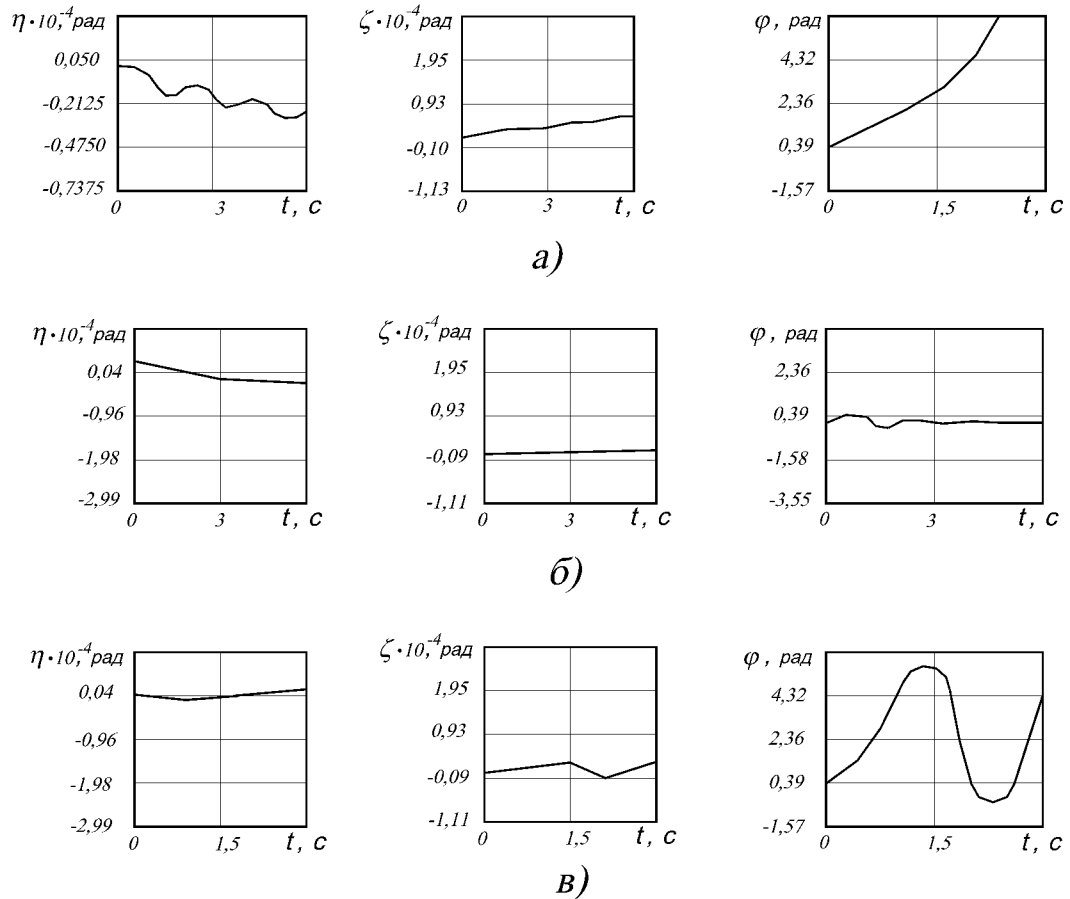 η·10,⁻⁴рад
0,050
-0,2125
-0,4750
-0,7375
0
3
t, c
ζ·10,⁻⁴рад
1,95
0,93
-0,10
-1,13
0
3
t, c
φ, рад
4,32
2,36
0,39
-1,57
0
1,5
t, c
а)
η·10,⁻⁴рад
0,04
-0,96
-1,98
-2,99
0
3
t, c
ζ·10,⁻⁴рад
1,95
0,93
-0,09
-1,11
0
3
t, c
φ, рад
2,36
0,39
-1,58
-3,55
0
3
t, c
б)
η·10,⁻⁴рад
0,04
-0,96
-1,98
-2,99
0
1,5
t, c
ζ·10,⁻⁴рад
1,95
0,93
-0,09
-1,11
0
1,5
t, c
φ, рад
4,32
2,36
0,39
-1,57
0
1,5
t, c
в)